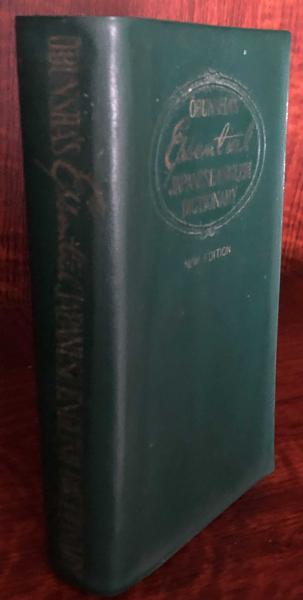 OBUNSHA'S
Essential
JAPANESE-ENGLISH
DICTIONARY
NEW EDITION
OBUNSHA'S Essential JAPANESE-ENGLISH DICTIONARY